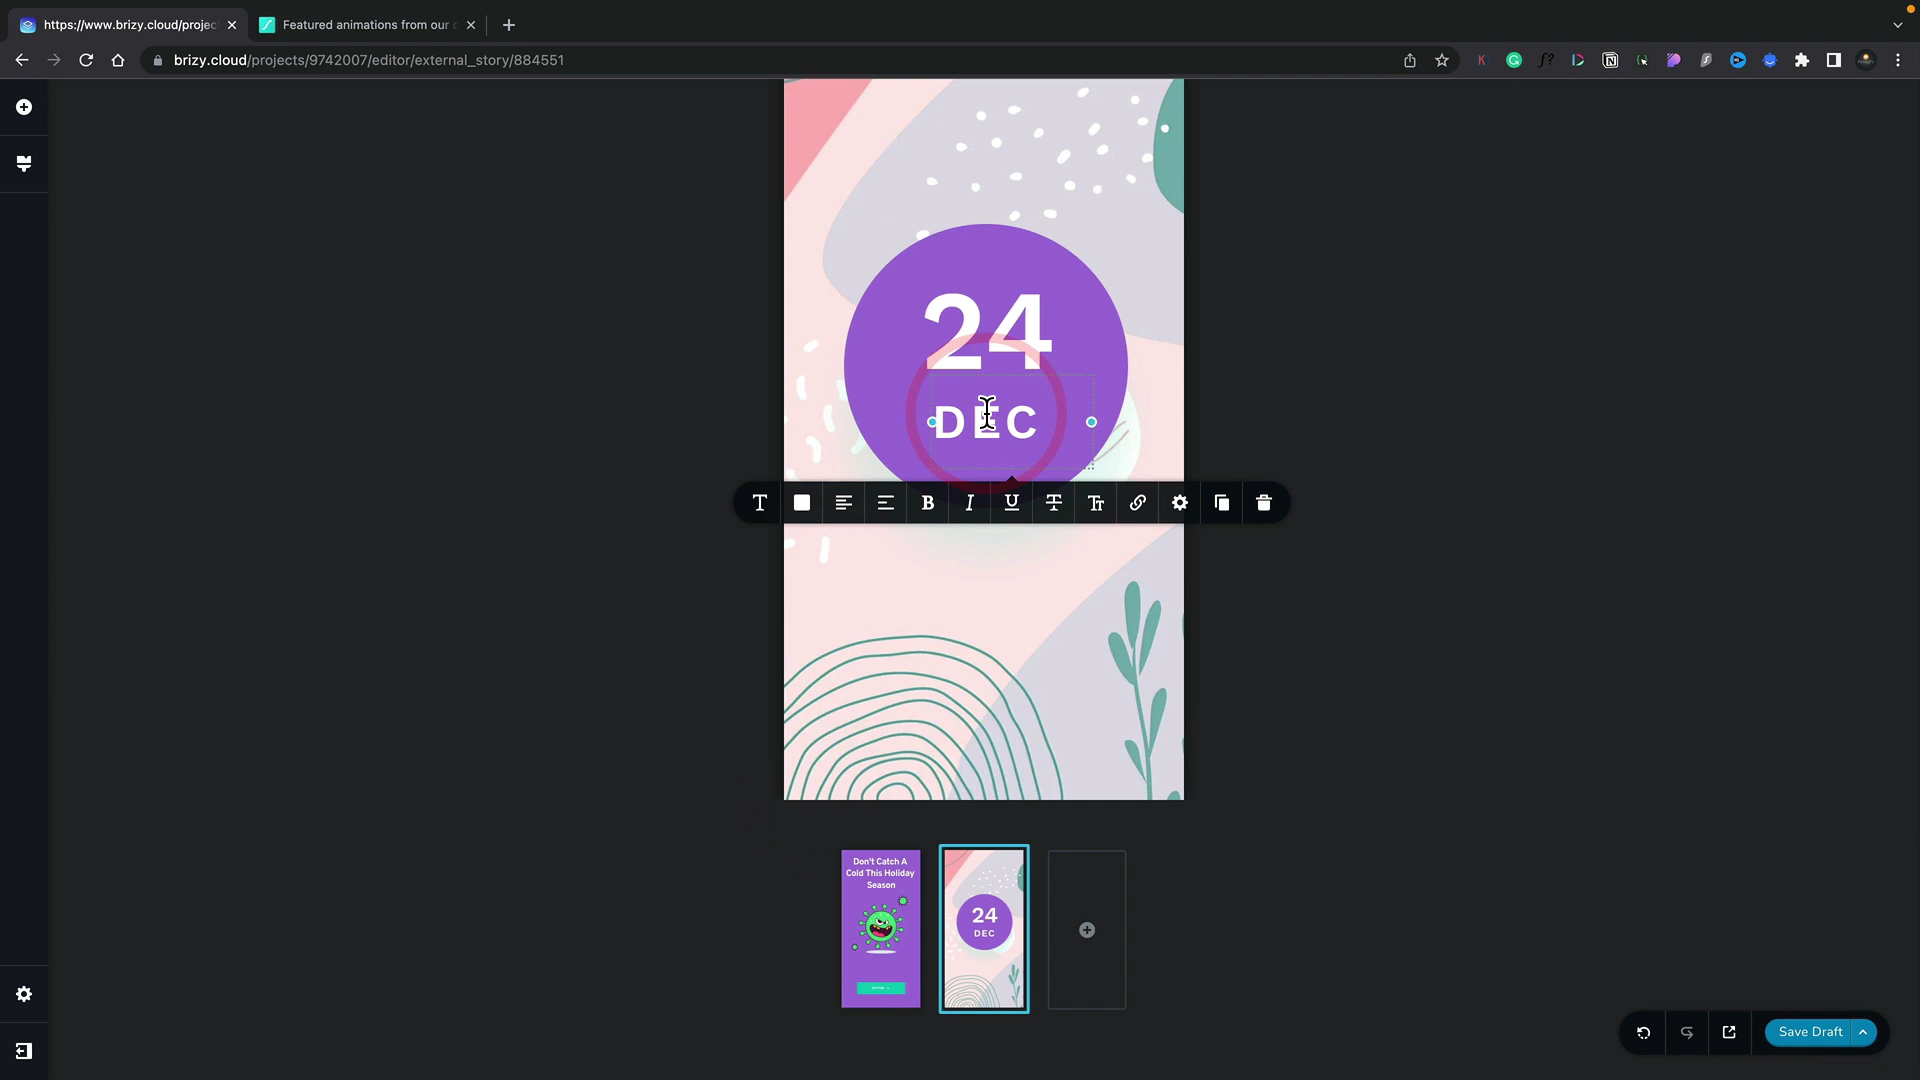 https://www.brizy.cloud/projec
Featured animations from our c
brizy.cloud/projects/9742007/editor/external_story/884551
24
DEC
Don't Catch A
Cold This Holiday
Season
24
DEC
Save Draft